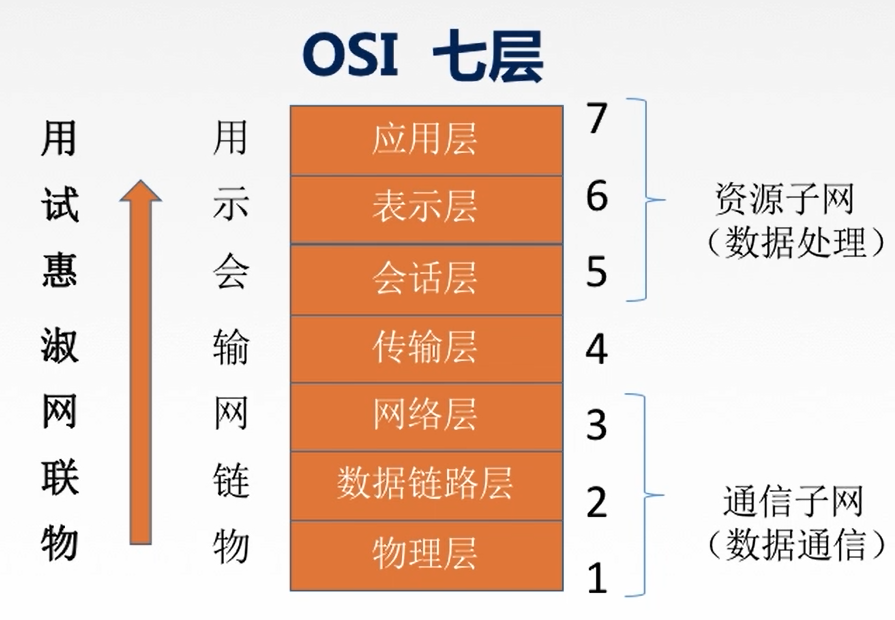 OSI 七层
用 用 应用层 7
试 示 表示层 6
惠 会 会话层 5
淑 输 传输层 4
网 网 网络层 3
联 链 数据链路层 2
物 物 物理层 1
资源子网
（数据处理）
通信子网
（数据通信）